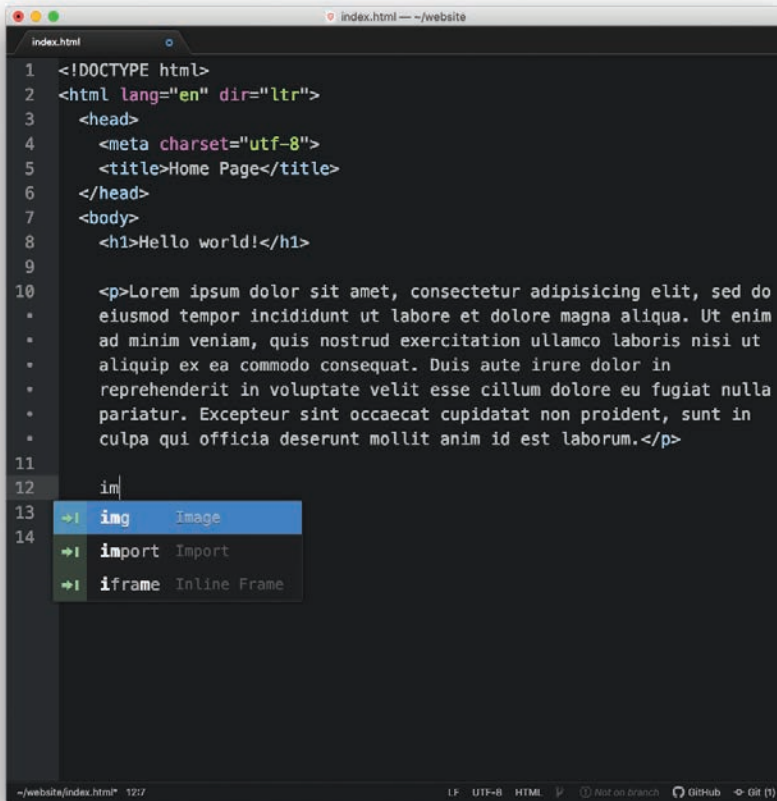 index.html — ~/website
index.html
1 <!DOCTYPE html>
2 <html lang="en" dir="ltr">
3 <head>
4 <meta charset="utf-8">
5 <title>Home Page</title>
6 </head>
7 <body>
8 <h1>Hello world!</h1>
9
10 <p>Lorem ipsum dolor sit amet, consectetur adipisicing elit, sed do
eiusmod tempor incididunt ut labore et dolore magna aliqua. Ut enim
ad minim veniam, quis nostrud exercitation ullamco laboris nisi ut
aliquip ex ea commodo consequat. Duis aute irure dolor in
reprehenderit in voluptate velit esse cillum dolore eu fugiat nulla
pariatur. Excepteur sint occaecat cupidatat non proident, sunt in
culpa qui officia deserunt mollit anim id est laborum.</p>
11
12 im
13 img Image
import Import
14 iframe Inline Frame
~/website/index.html* 12:7 LF UTF-8 HTML Not on branch GitHub Git (1)